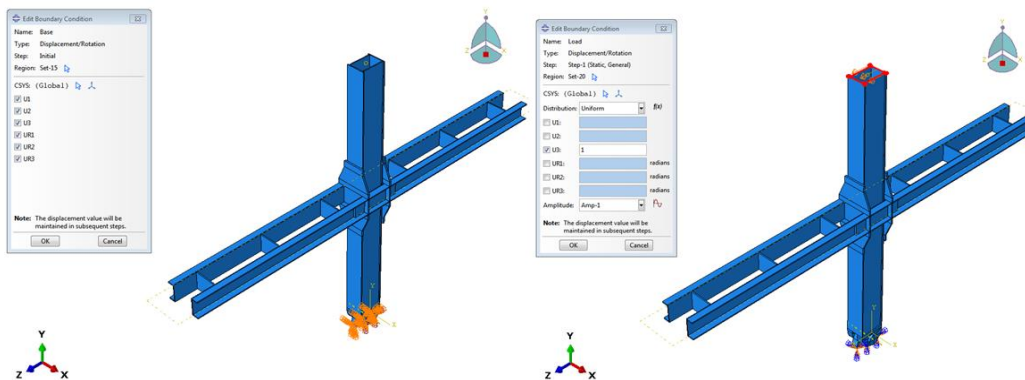 Edit Boundary Condition
Name: Base
Type: Displacement/Rotation
Step: Initial
Region: Set-15
CSYS: (Global)
U1
U2
U3
UR1
UR2
UR3
Note: The displacement value will be
maintained in subsequent steps.
OK Cancel
Y
Z X
Y
X
Y
Z X
Edit Boundary Condition
Name: Load
Type: Displacement/Rotation
Step: Step-1 (Static, General)
Region: Set-20
CSYS: (Global)
Distribution: Uniform f(x)
U1:
U2:
U3: 1
UR1: radians
UR2: radians
UR3: radians
Amplitude: Amp-1
Note: The displacement value will be
maintained in subsequent steps.
OK Cancel
Y
Z X
Y
X
Y
Z X